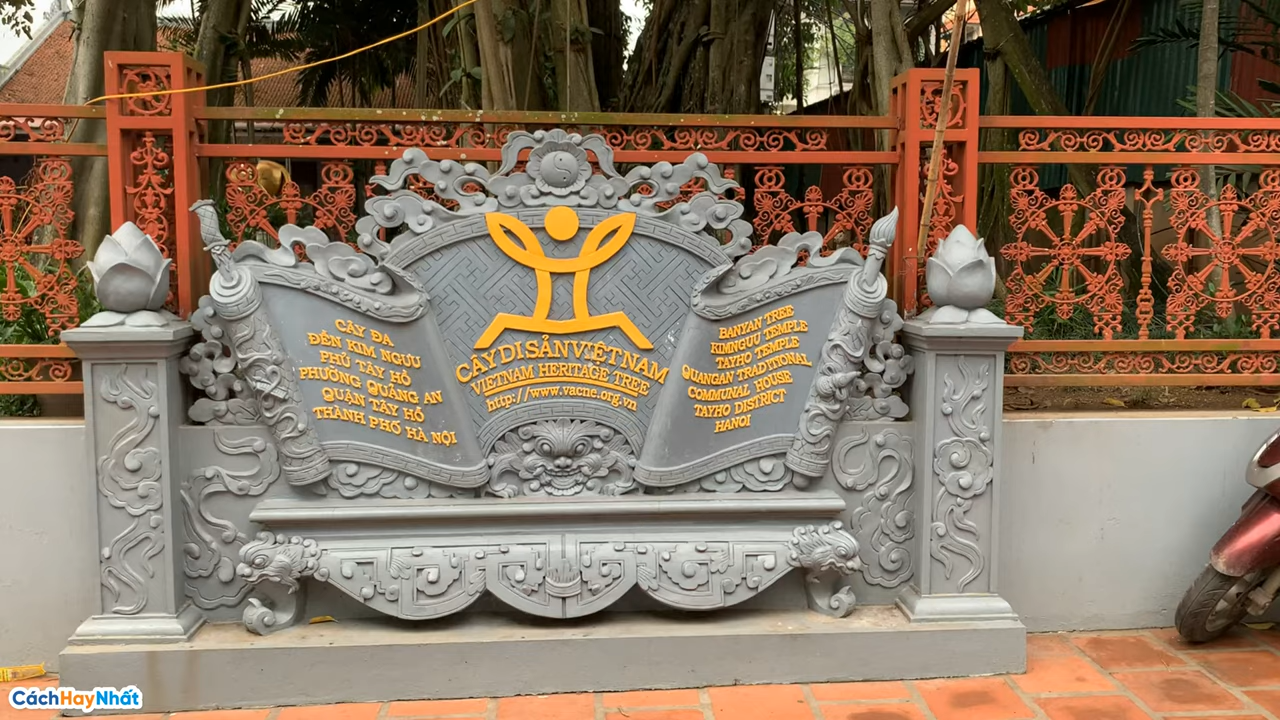 CÂY ĐA
ĐỀN KIM NGƯU
PHỦ TÂY HỒ
PHƯỜNG QUẢNG AN
QUẬN TÂY HỒ
THÀNH PHỐ HÀ NỘI
CÂY DI SẢN VIỆT NAM
VIETNAM HERITAGE TREE
http://www.vacne.org.vn
BANYAN TREE
KIMNGUU TEMPLE
TAYHO TEMPLE
QUANGAN TRADITIONAL
COMMUNAL HOUSE
TAYHO DISTRICT
HANOI
CáchHayNhất